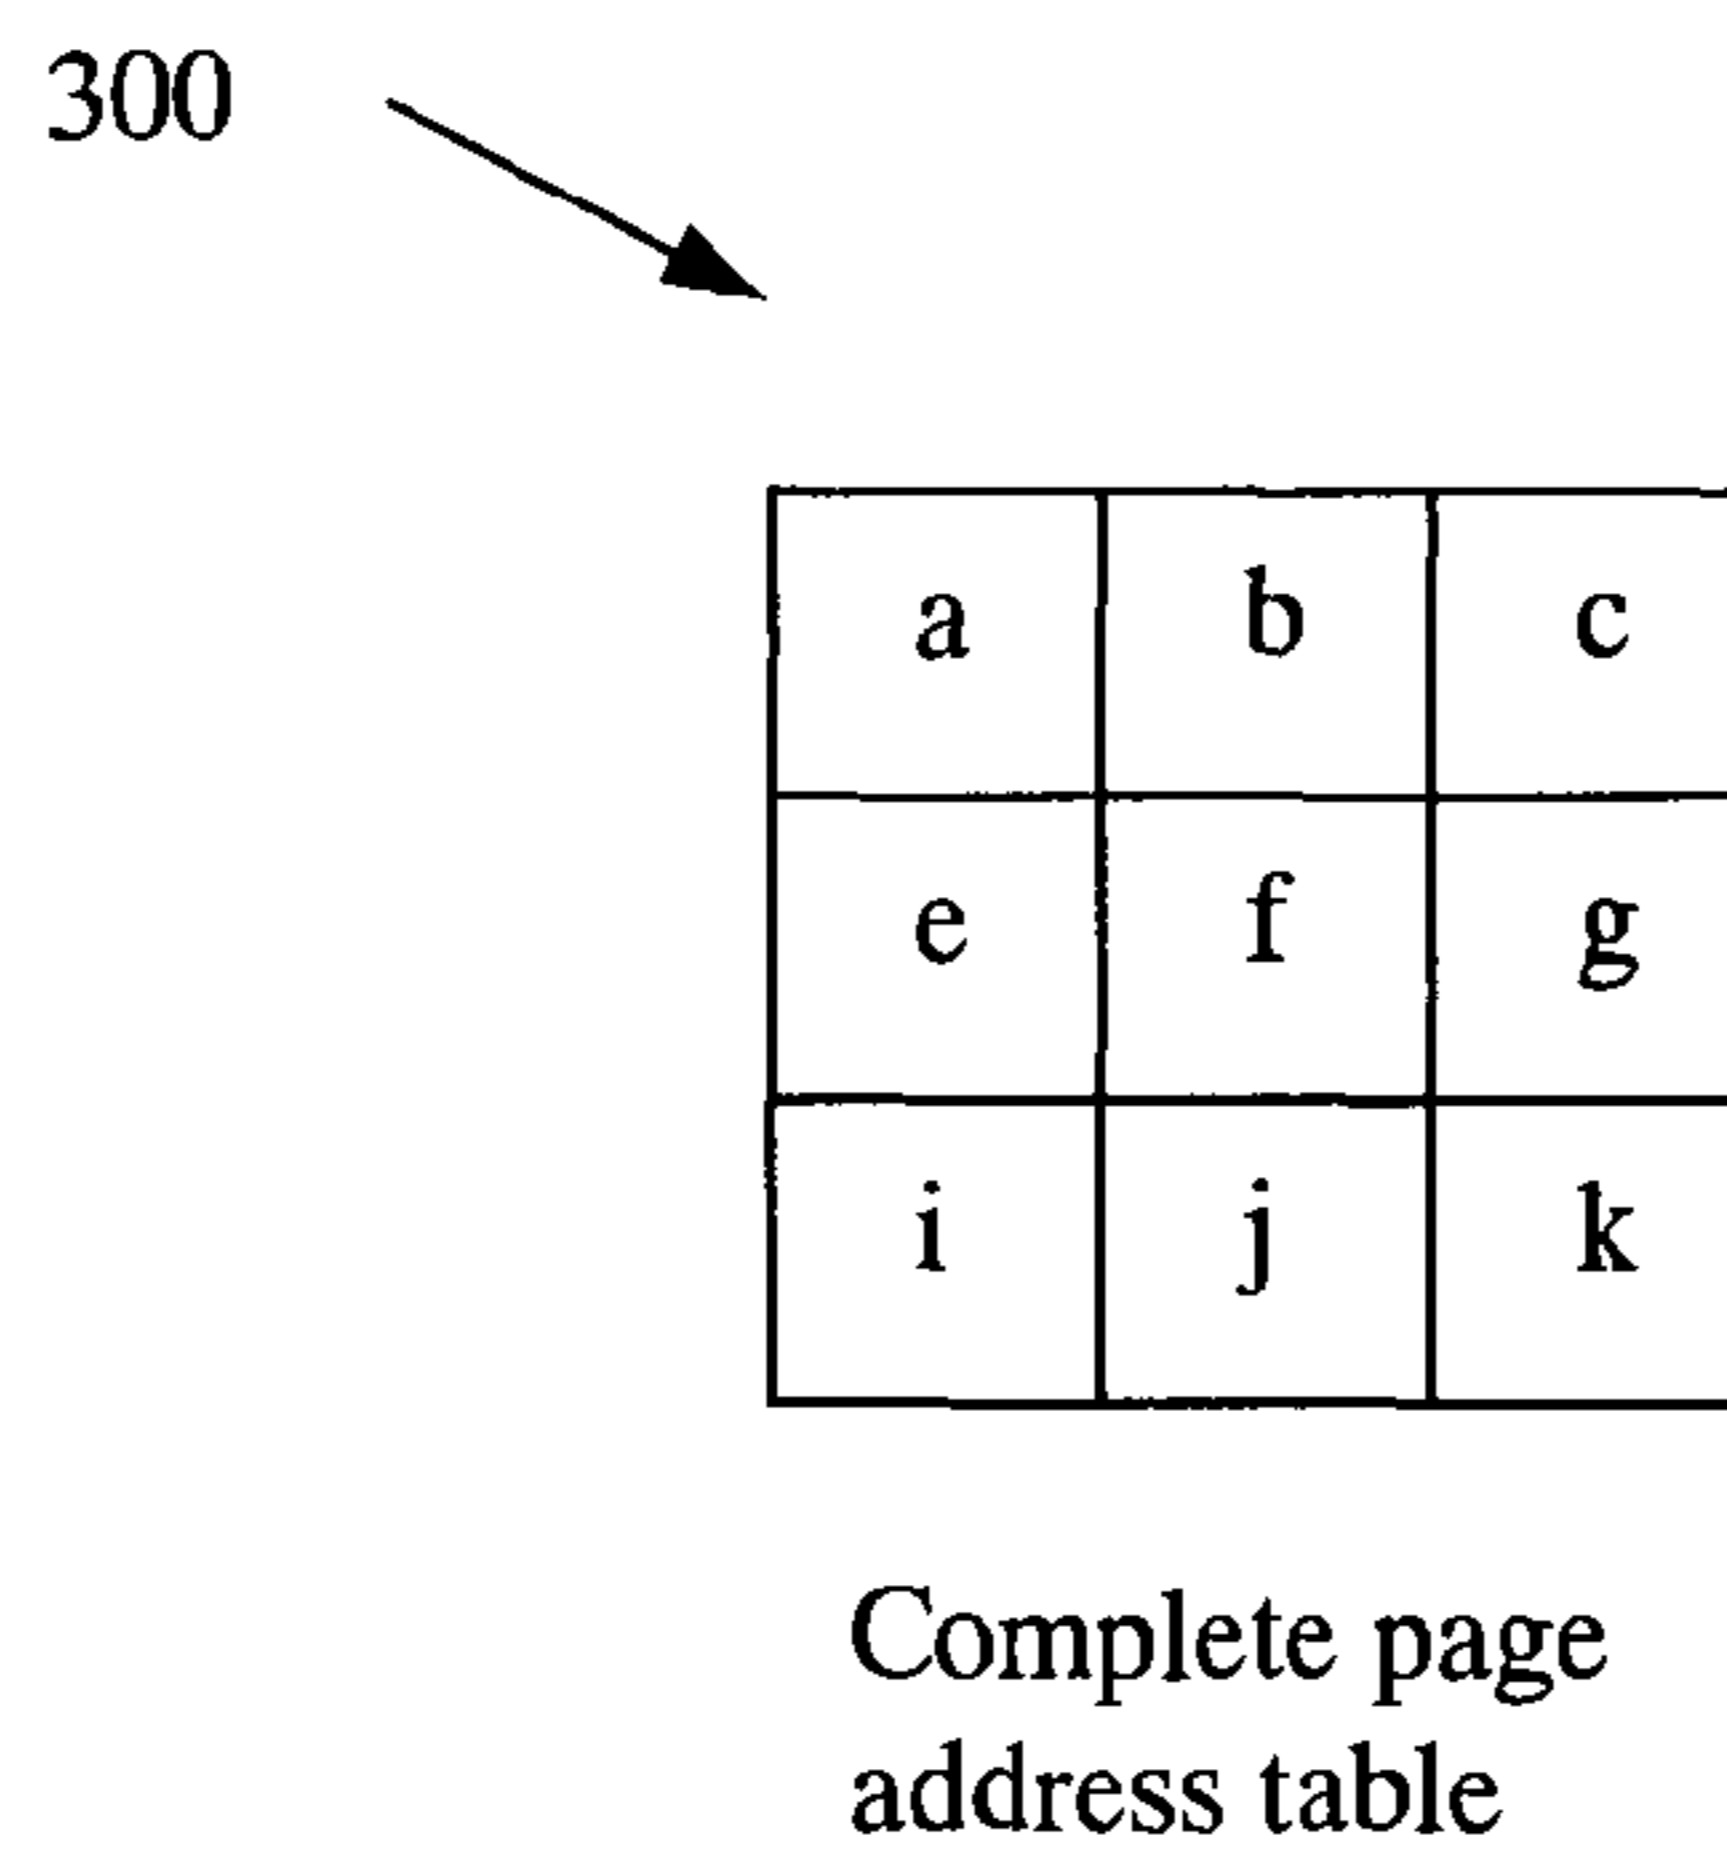 300
a b c
e f g
i j k
Complete page
address table